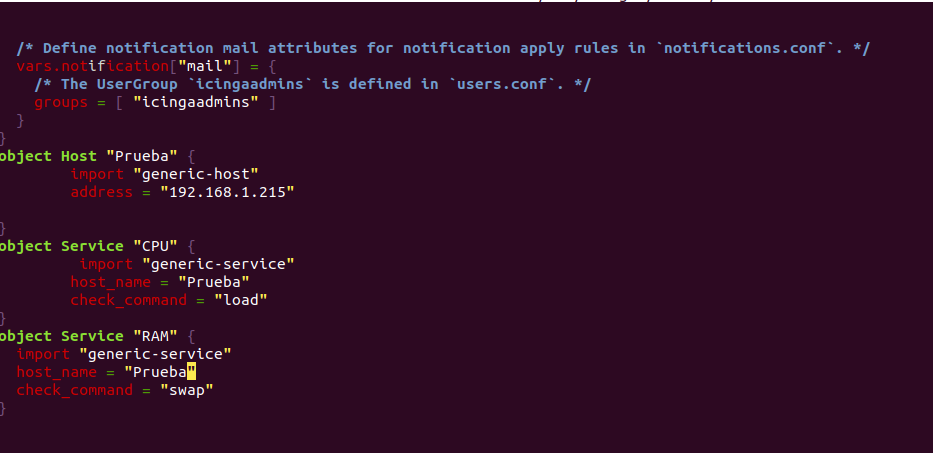 /* Define notification mail attributes for notification apply rules in `notifications.conf`. */
vars.notification["mail"] = {
/* The UserGroup `icingaadmins` is defined in `users.conf`. */
groups = [ "icingaadmins" ]
}
}
object Host "Prueba" {
import "generic-host"
address = "192.168.1.215"
}
object Service "CPU" {
import "generic-service"
host_name = "Prueba"
check_command = "load"
}
object Service "RAM" {
import "generic-service"
host_name = "Prueba"
check_command = "swap"
}